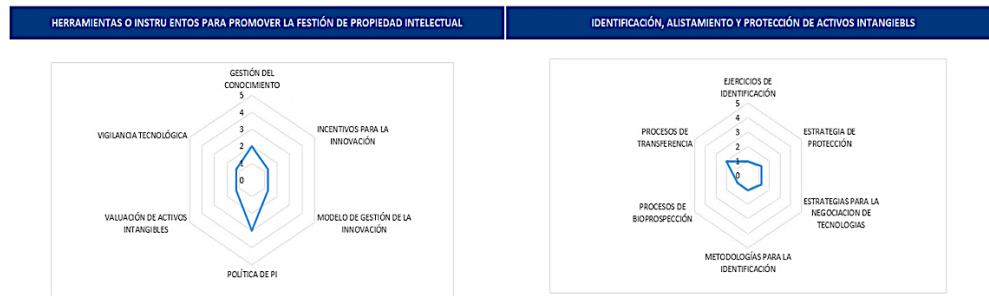 HERRAMIENTAS O INSTRU ENTOS PARA PROMOVER LA FESTIÓN DE PROPIEDAD INTELECTUAL
IDENTIFICACIÓN, ALISTAMIENTO Y PROTECCIÓN DE ACTIVOS INTANGIEBLS
GESTIÓN DEL
CONOCIMIENTO
5
4
3
2
1
0
INCENTIVOS PARA LA
INNOVACIÓN
MODELO DE GESTIÓN DE LA
INNOVACIÓN
POLÍTICA DE PI
VALUACIÓN DE ACTIVOS
INTANGIBLES
VIGILANCIA TECNOLÓGICA
EJERCICIOS DE
IDENTIFICACIÓN
5
4
3
2
1
0
ESTRATEGIA DE
PROTECCIÓN
ESTRATEGIAS PARA LA
NEGOCIACION DE
TECNOLOGIAS
METODOLOGÍAS PARA LA
IDENTIFICACIÓN
PROCESOS DE
BIOPROSPECCIÓN
PROCESOS DE
TRANSFERENCIA